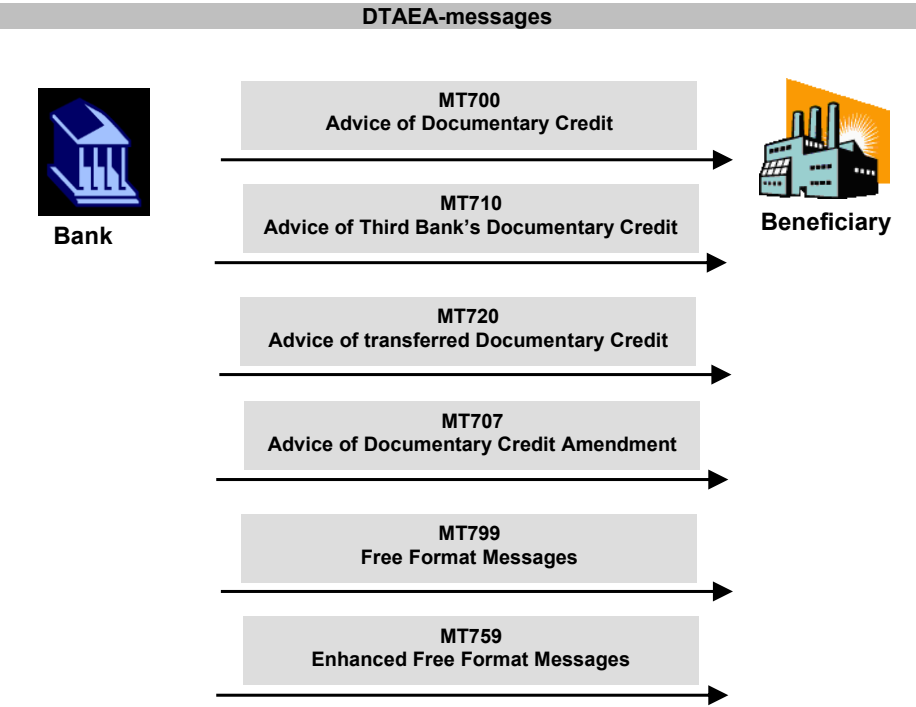 DTAEA-messages
MT700
Advice of Documentary Credit
MT710
Advice of Third Bank’s Documentary Credit
Bank
Beneficiary
MT720
Advice of transferred Documentary Credit
MT707
Advice of Documentary Credit Amendment
MT799
Free Format Messages
MT759
Enhanced Free Format Messages